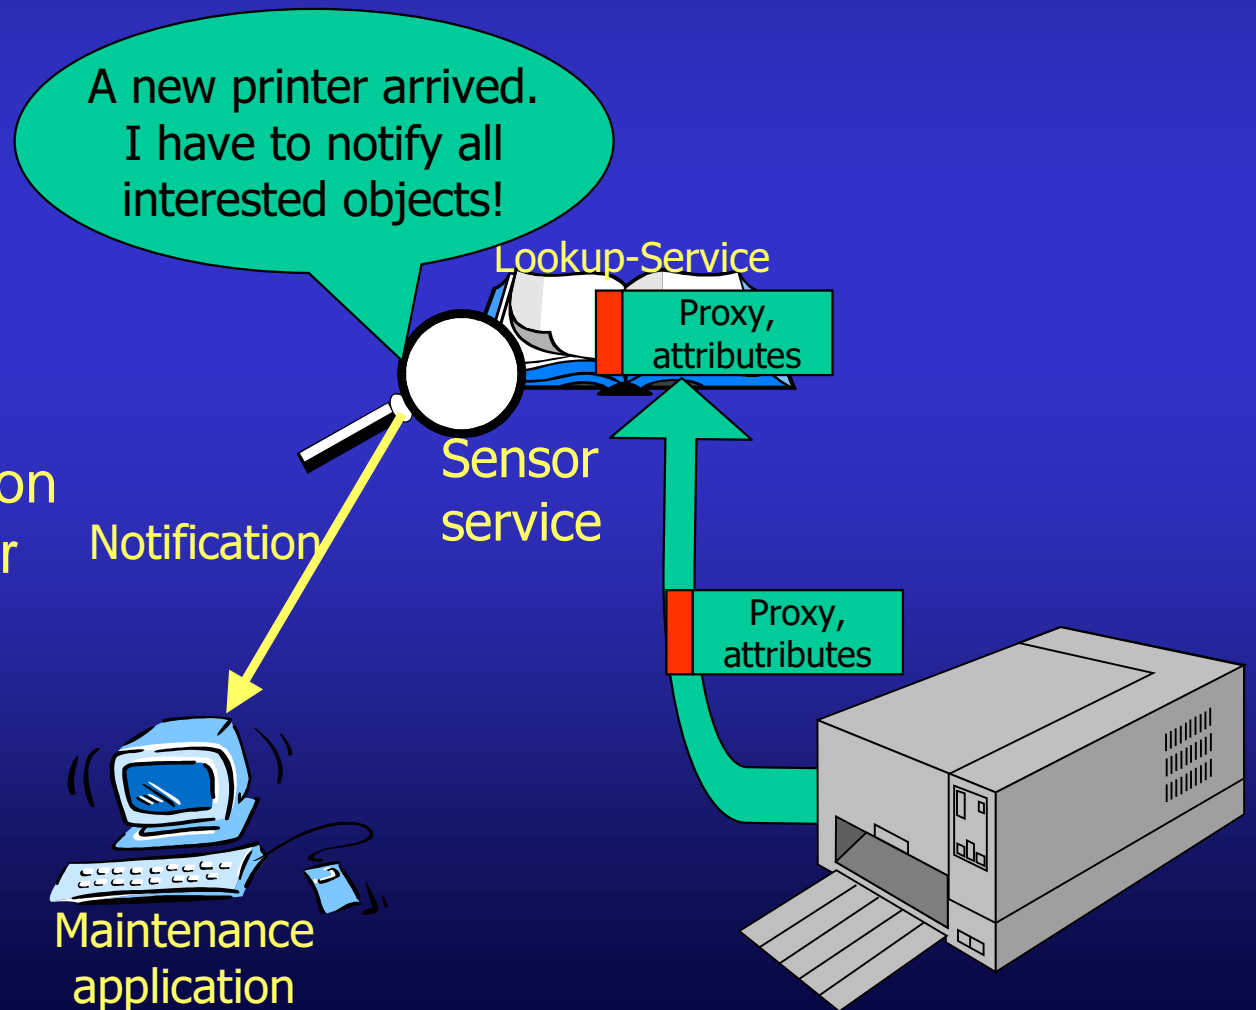 A new printer arrived.
I have to notify all
interested objects!
Lookup-Service
Proxy,
attributes
Sensor
service
on
r
Notification
Proxy,
attributes
Maintenance
application